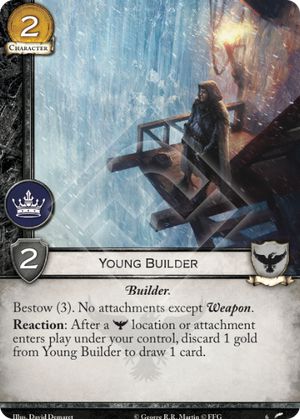 2
Character
2
Young Builder
Builder.
Bestow (3). No attachments except Weapon.
Reaction: After a location or attachment
enters play under your control, discard 1 gold
from Young Builder to draw 1 card.
Illus. David Demaret
© George R.R. Martin © FFG
6